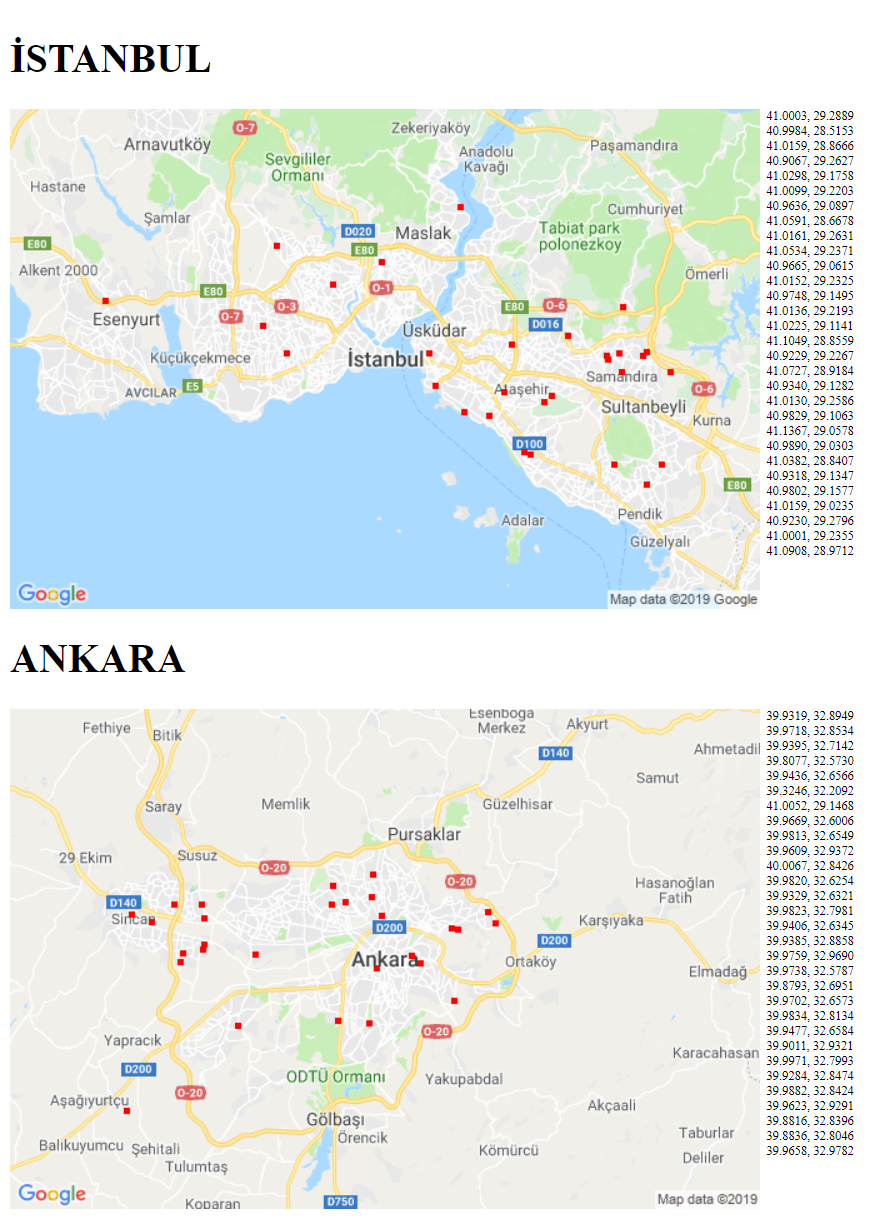 İSTANBUL
O-7
Zekeriyaköy
Arnavutköy
Paşamandıra
Anadolu
Kavağı
Sevgililer
Ormanı
Hastane
Cumhuriyet
Şamlar
D020
Maslak
Tabiat park
polonezkoy
E80
E80
Alkent 2000
Ömerli
O-1
E80
O-3
E80
O-6
Esenyurt
O-7
D016
Üsküdar
Küçükçekmece
İstanbul
Samandıra
E5
AVCILAR
Ataşehir
O-6
Sultanbeyli
Kurna
D100
E80
Pendik
Adalar
Güzelyalı
Google
Map data ©2019 Google
41.0003, 29.2889
40.9984, 28.5153
41.0159, 28.8666
40.9067, 29.2627
41.0298, 29.1758
41.0099, 29.2203
40.9636, 29.0897
41.0591, 28.6678
41.0161, 29.2631
41.0534, 29.2371
40.9665, 29.0615
41.0152, 29.2325
40.9748, 29.1495
41.0136, 29.2193
41.0225, 29.1141
41.1049, 28.8559
40.9229, 29.2267
41.0727, 28.9184
40.9340, 29.1282
41.0130, 29.2586
40.9829, 29.1063
41.1367, 29.0578
40.9890, 29.0303
41.0382, 28.8407
40.9318, 29.1347
40.9802, 29.1577
41.0159, 29.0235
40.9230, 29.2796
41.0001, 29.2355
41.0908, 28.9712
ANKARA
Esenboğa
Merkez
Akyurt
Fethiye
Bitik
D140
Ahmetadil
Samut
Saray
Memlik
Güzelhisar
Pursaklar
29 Ekim
Susuz
O-20
O-20
Hasanoğlan
Fatih
D140
Sincan
Karşıyaka
D200
D200
Ankara
Ortaköy
Elmadağ
O-20
Yapracık
Karacahasan
D200
ODTÜ Ormanı
Yakupabdal
O-20
Aşağıyurtçu
Akçaali
Gölbaşı
Örencik
Taburlar
Balıkuyumcu
Şehitali
Kömürcü
Deliler
Tulumtaş
Google
Koparan
D750
Map data ©2019
39.9319, 32.8949
39.9718, 32.8534
39.9395, 32.7142
39.8077, 32.5730
39.9436, 32.6566
39.3246, 32.2092
41.0052, 29.1468
39.9669, 32.6006
39.9813, 32.6549
39.9609, 32.9372
40.0067, 32.8426
39.9820, 32.6254
39.9329, 32.6321
39.9823, 32.7981
39.9406, 32.6345
39.9385, 32.8858
39.9759, 32.9690
39.9738, 32.5787
39.8793, 32.6951
39.9702, 32.6573
39.9834, 32.8134
39.9477, 32.6584
39.9011, 32.9321
39.9971, 32.7993
39.9284, 32.8474
39.9882, 32.8424
39.9623, 32.9291
39.8816, 32.8396
39.8836, 32.8046
39.9658, 32.9782